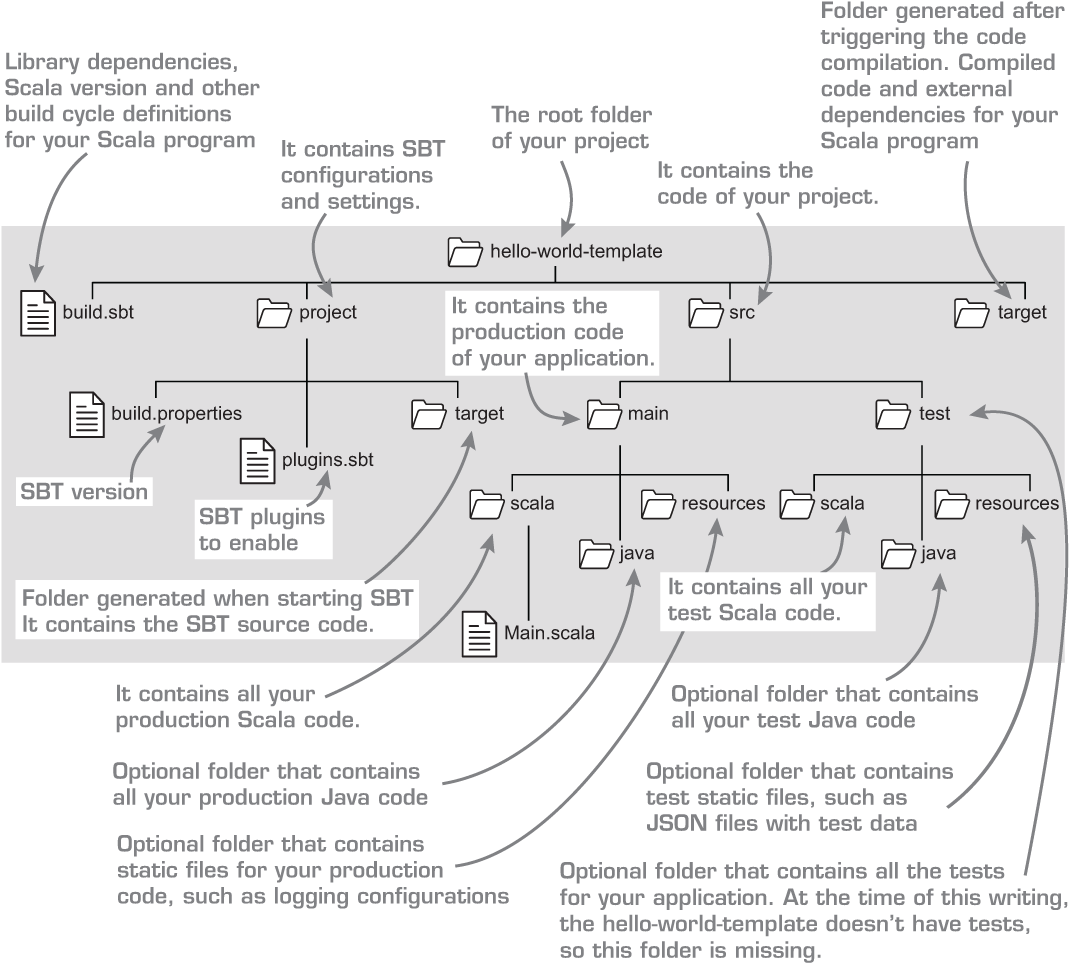 Folder generated after
triggering the code
compilation. Compiled
code and external
dependencies for your
Scala program
Library dependencies,
Scala version and other
build cycle definitions
for your Scala program
The root folder
of your project
It contains SBT
configurations
and settings.
It contains the
code of your project.
hello-world-template
build.sbt
project
It contains the
production code
of your application.
src
target
build.properties
target
main
test
plugins.sbt
SBT version
SBT plugins
to enable
scala
resources
scala
resources
java
java
Folder generated when starting SBT
It contains the SBT source code.
It contains all your
test Scala code.
Main.scala
It contains all your
production Scala code.
Optional folder that contains
all your test Java code
Optional folder that contains
all your production Java code
Optional folder that contains
test static files, such as
JSON files with test data
Optional folder that contains
static files for your production
code, such as logging configurations
Optional folder that contains all the tests
for your application. At the time of this writing,
the hello-world-template doesn't have tests,
so this folder is missing.